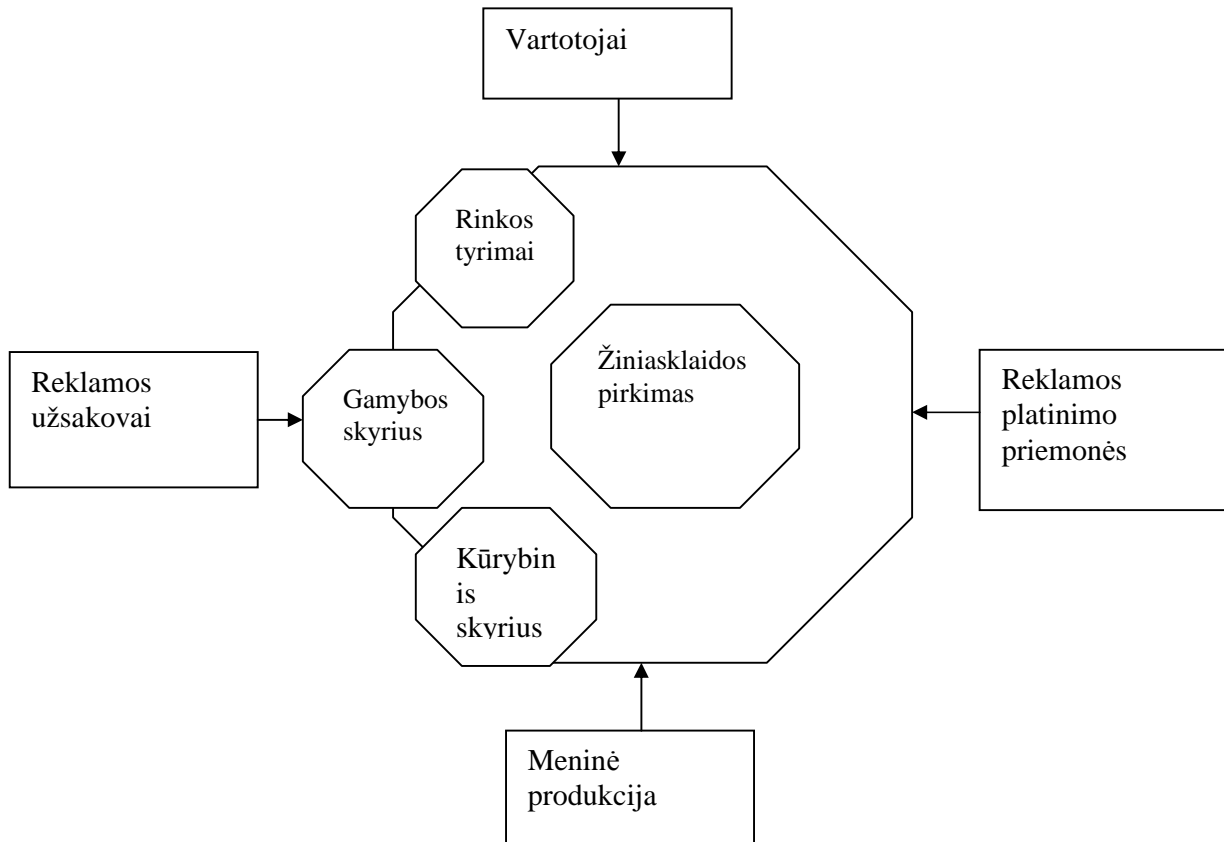 Vartotojai
Rinkos
tyrimai
Žiniasklaidos
pirkimas
Reklamos
užsakovai
Gamybos
skyrius
Reklamos
platinimo
priemonės
Kūrybin
is
skyrius
Meninė
produkcija